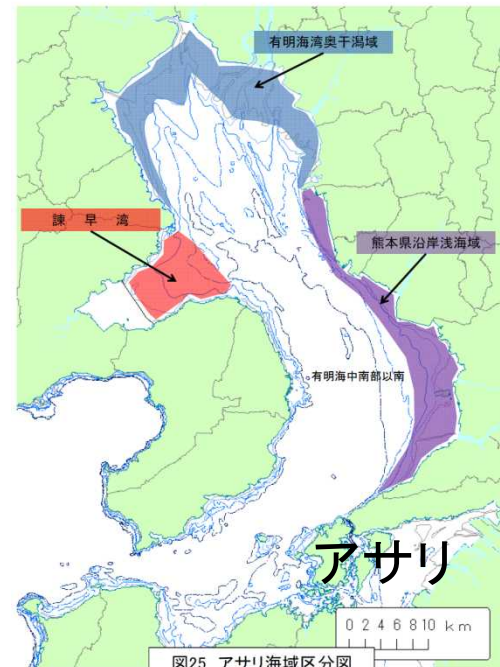 有明海湾奥干潟域
諫早湾
熊本県沿岸浅海域
有明海中南部以南
アサリ
0 2 4 6 8 10 km
図25 アサリ海域区分図